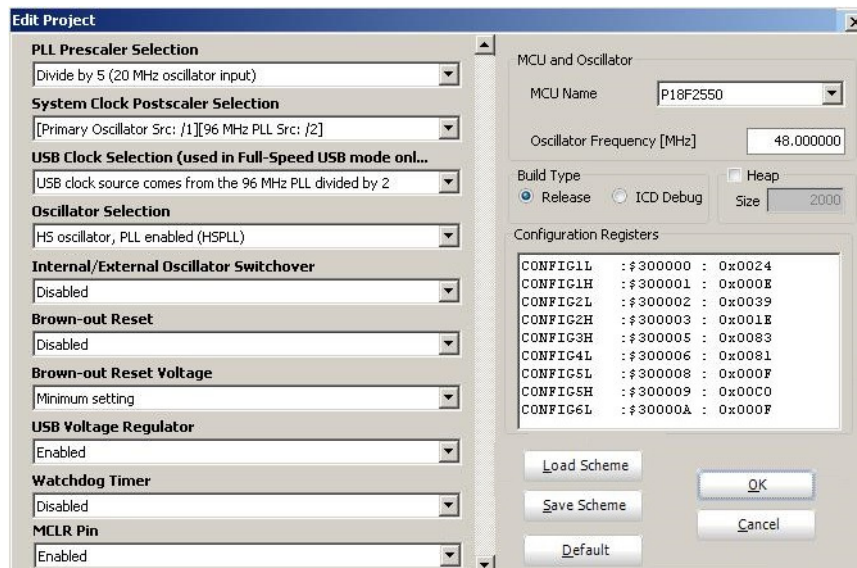 Edit Project
PLL Prescaler Selection
Divide by 5 (20 MHz oscillator input)
System Clock Postscaler Selection
[Primary Oscillator Src: /1][96 MHz PLL Src: /2]
USB Clock Selection (used in Full-Speed USB mode onl...
USB clock source comes from the 96 MHz PLL divided by 2
Oscillator Selection
HS oscillator, PLL enabled (HSPLL)
Internal/External Oscillator Switchover
Disabled
Brown-out Reset
Disabled
Brown-out Reset Voltage
Minimum setting
USB Voltage Regulator
Enabled
Watchdog Timer
Disabled
MCLR Pin
Enabled
MCU and Oscillator
MCU Name P18F2550
Oscillator Frequency [MHz] 48.000000
Build Type
Release ICD Debug
Heap
Size 2000
Configuration Registers
CONFIG1L :$300000 : 0x0024
CONFIG1H :$300001 : 0x000E
CONFIG2L :$300002 : 0x0039
CONFIG2H :$300003 : 0x001E
CONFIG3H :$300005 : 0x0083
CONFIG4L :$300006 : 0x0081
CONFIG5L :$300008 : 0x000F
CONFIG5H :$300009 : 0x00C0
CONFIG6L :$30000A : 0x000F
Load Scheme
Save Scheme
Default
OK
Cancel